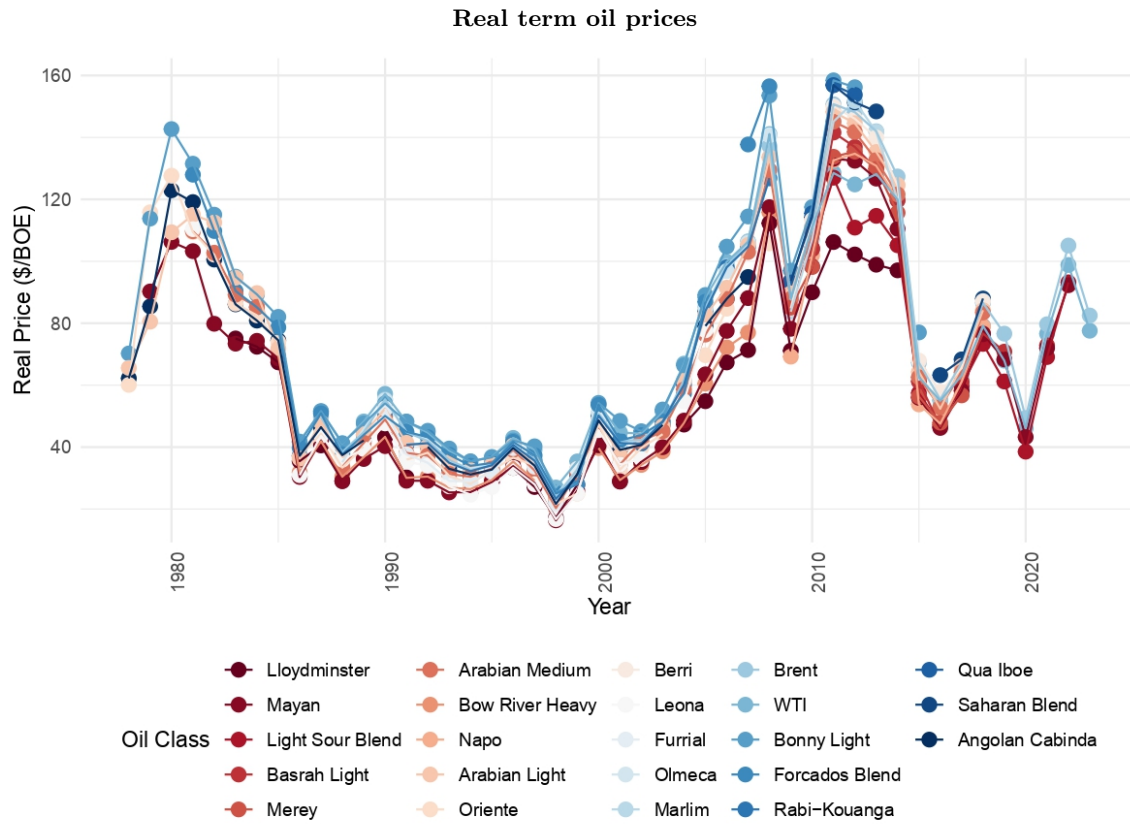 Real term oil prices
160
120
80
40
Real Price ($/BOE)
1980
1990
2000
2010
2020
Year
Oil Class
Lloydminster
Mayan
Light Sour Blend
Basrah Light
Merey
Arabian Medium
Bow River Heavy
Napo
Arabian Light
Oriente
Berri
Leona
Furrial
Olmeca
Marlim
Brent
WTI
Bonny Light
Forcados Blend
Rabi−Kouanga
Qua Iboe
Saharan Blend
Angolan Cabinda